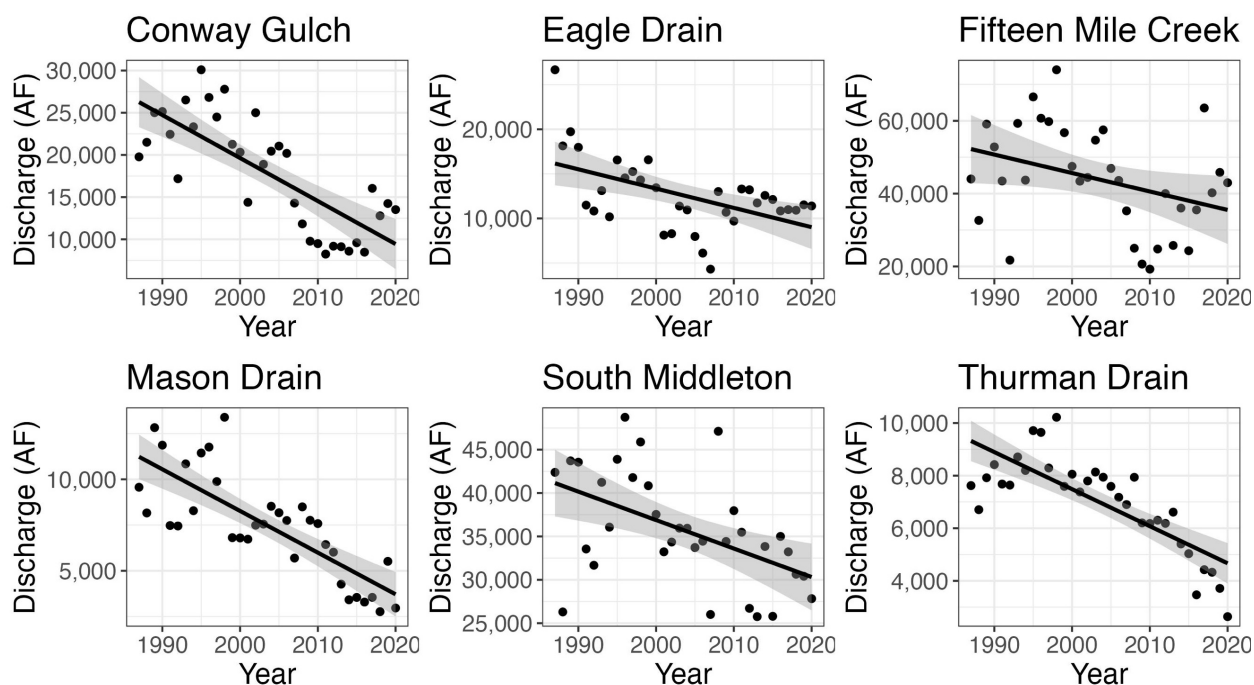 Conway Gulch
Discharge (AF)
30,000
25,000
20,000
15,000
10,000
1990 2000 2010 2020
Year
Eagle Drain
Discharge (AF)
20,000
10,000
1990 2000 2010 2020
Year
Fifteen Mile Creek
Discharge (AF)
60,000
40,000
20,000
1990 2000 2010 2020
Year
Mason Drain
Discharge (AF)
10,000
5,000
1990 2000 2010 2020
Year
South Middleton
Discharge (AF)
45,000
40,000
35,000
30,000
25,000
1990 2000 2010 2020
Year
Thurman Drain
Discharge (AF)
10,000
8,000
6,000
4,000
1990 2000 2010 2020
Year